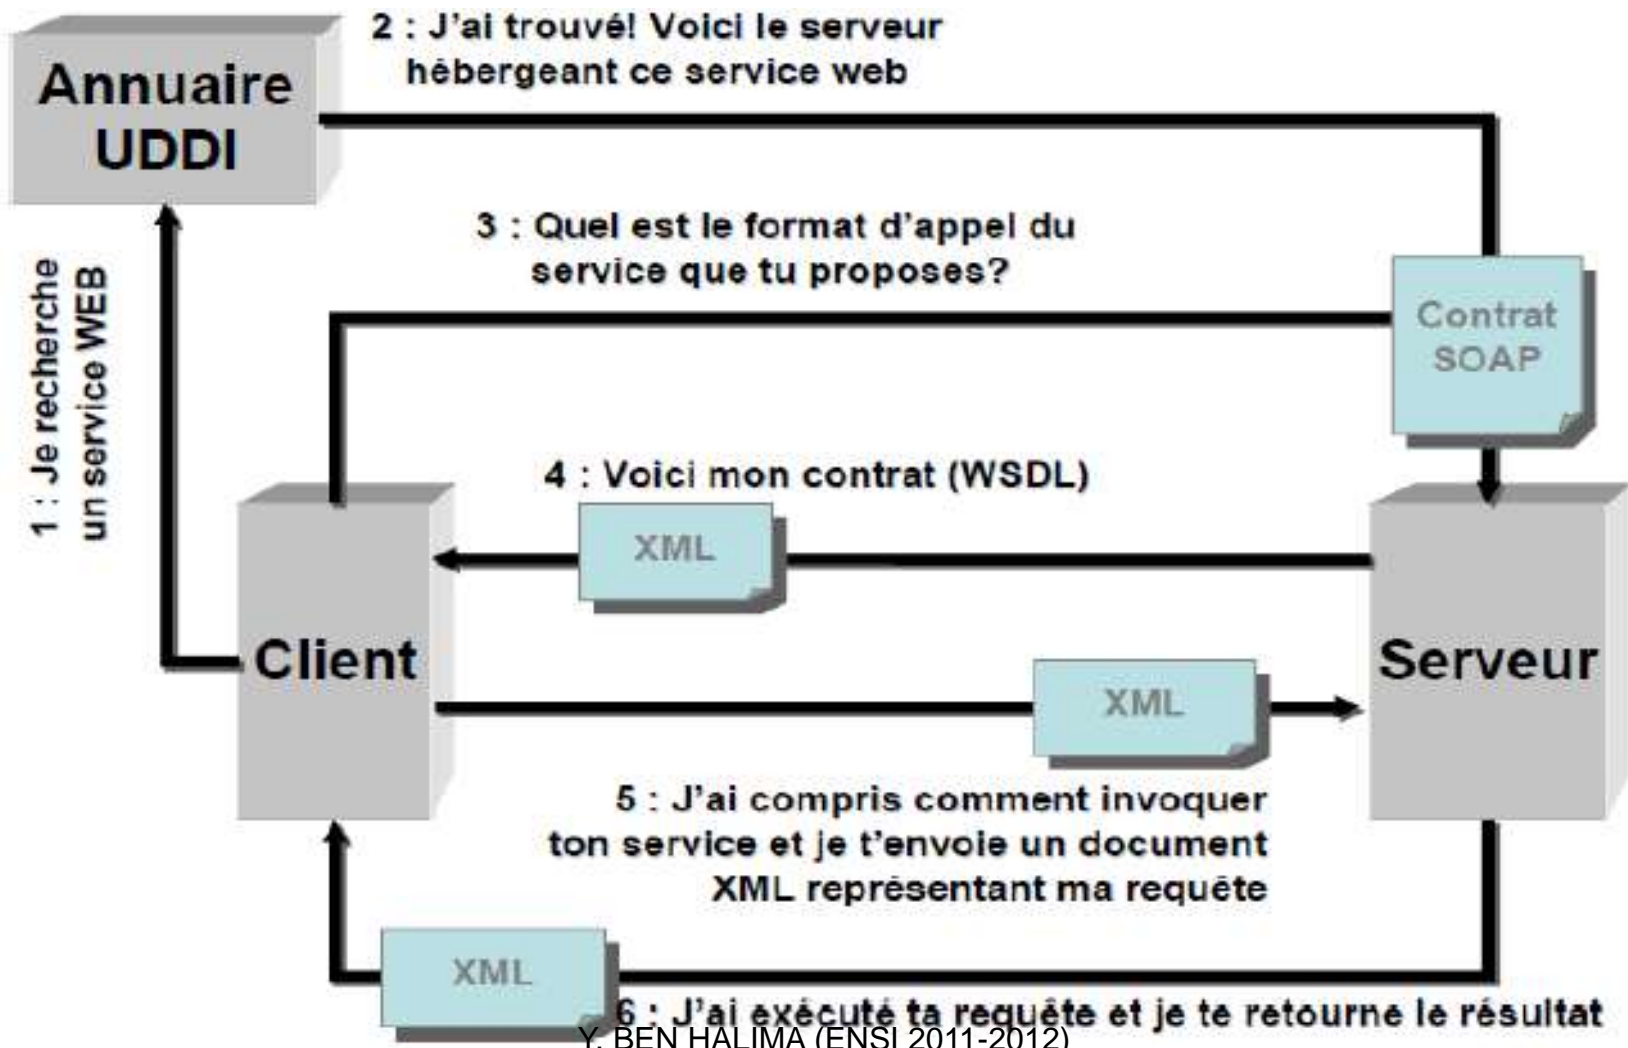 2 : J'ai trouvé! Voici le serveur
hébergeant ce service web
Annuaire
UDDI
3 : Quel est le format d'appel du
service que tu proposes?
1 : Je recherche
un service WEB
Contrat
SOAP
4 : Voici mon contrat (WSDL)
XML
Client
Serveur
XML
5 : J'ai compris comment invoquer
ton service et je t'envoie un document
XML représentant ma requête
XML
6 : J'ai exécuté ta requête et je te retourne le résultat
Y. BEN HALIMA (ENSI 2011-2012)